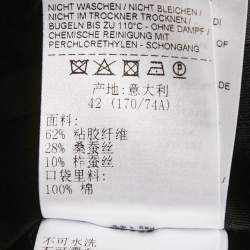 NICHT WASCHEN / NICHT BLEICHEN /
NICHT IM TROCKNER TROCKNEN /
BÜGELN BIS ZU 110°C - OHNE DAMPF /
CHEMISCHE REINIGUNG MIT
PERCHLORETHYLEN - SCHONGANG
产地: 意大利
42 (170/74A)
面料:
62% 粘胶纤维
28% 桑蚕丝
10% 柞蚕丝
口袋里料:
100% 棉
不可水洗